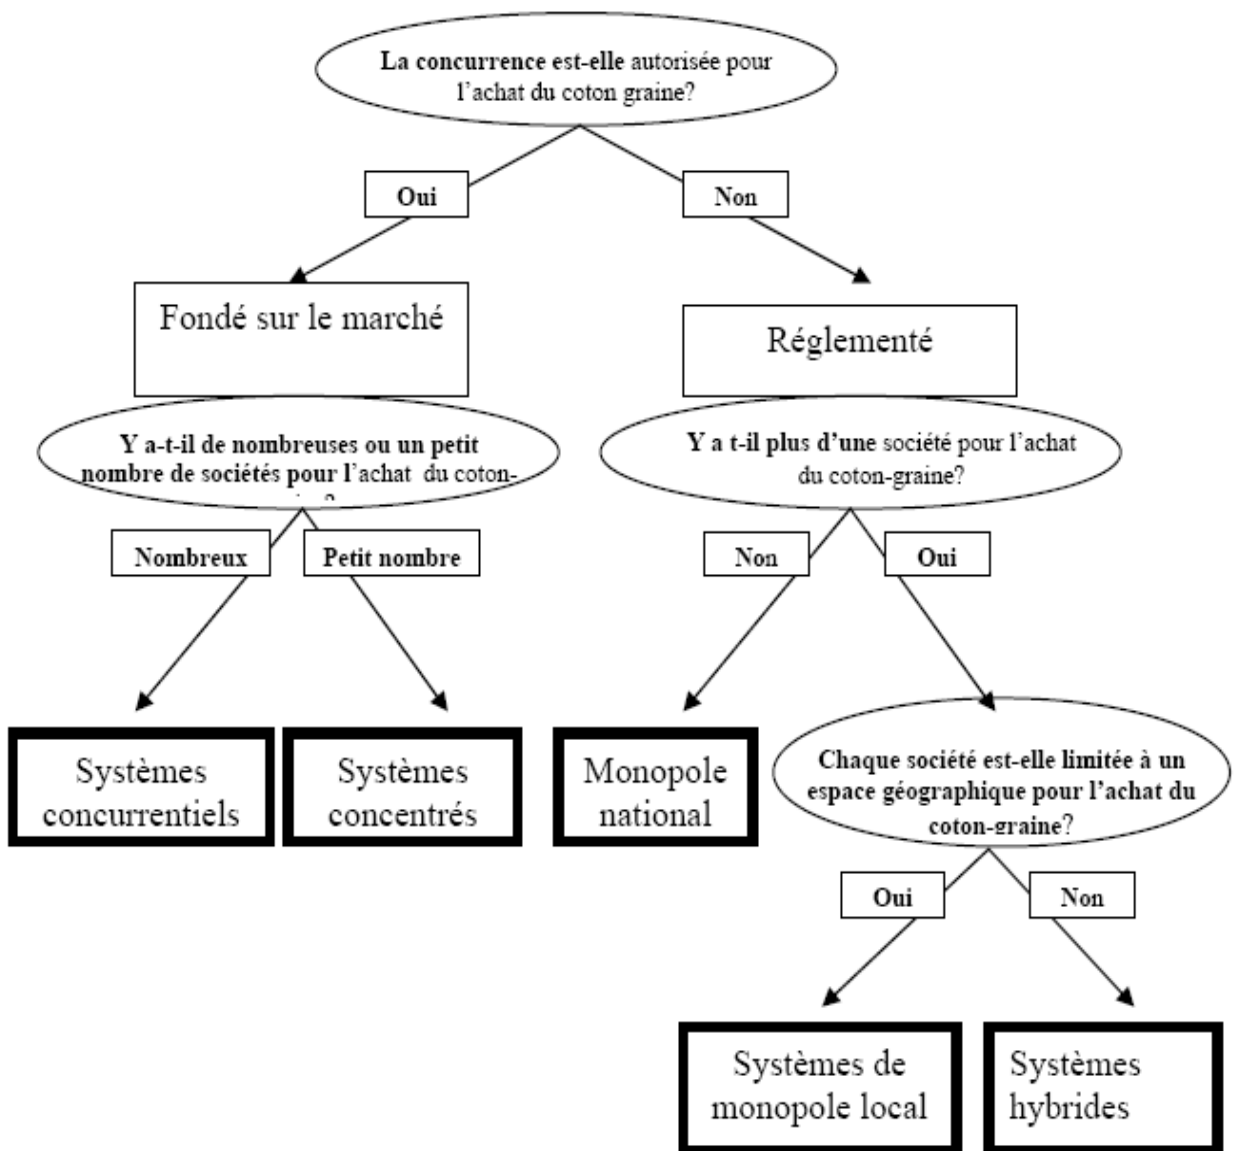 La concurrence est-elle autorisée pour
l'achat du coton graine?
Oui
Non
Fondé sur le marché
Réglementé
Y a-t-il de nombreuses ou un petit
nombre de sociétés pour l'achat du coton-
Y a t-il plus d'une société pour l'achat
du coton-graine?
Nombreux
Petit nombre
Non
Oui
Systèmes
concurrentiels
Systèmes
concentrés
Monopole
national
Chaque société est-elle limitée à un
espace géographique pour l'achat du
coton-graine?
Oui
Non
Systèmes de
monopole local
Systèmes
hybrides